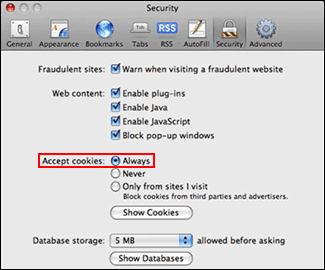 Security
RSS
General Appearance Bookmarks Tabs RSS AutoFill Security Advanced
Fraudulent sites: Warn when visiting a fraudulent website
Web content: Enable plug-ins
Enable Java
Enable JavaScript
Block pop-up windows
Accept cookies: Always
Never
Only from sites I visit
Block cookies from third parties and advertisers.
Show Cookies
Database storage: 5 MB allowed before asking
Show Databases